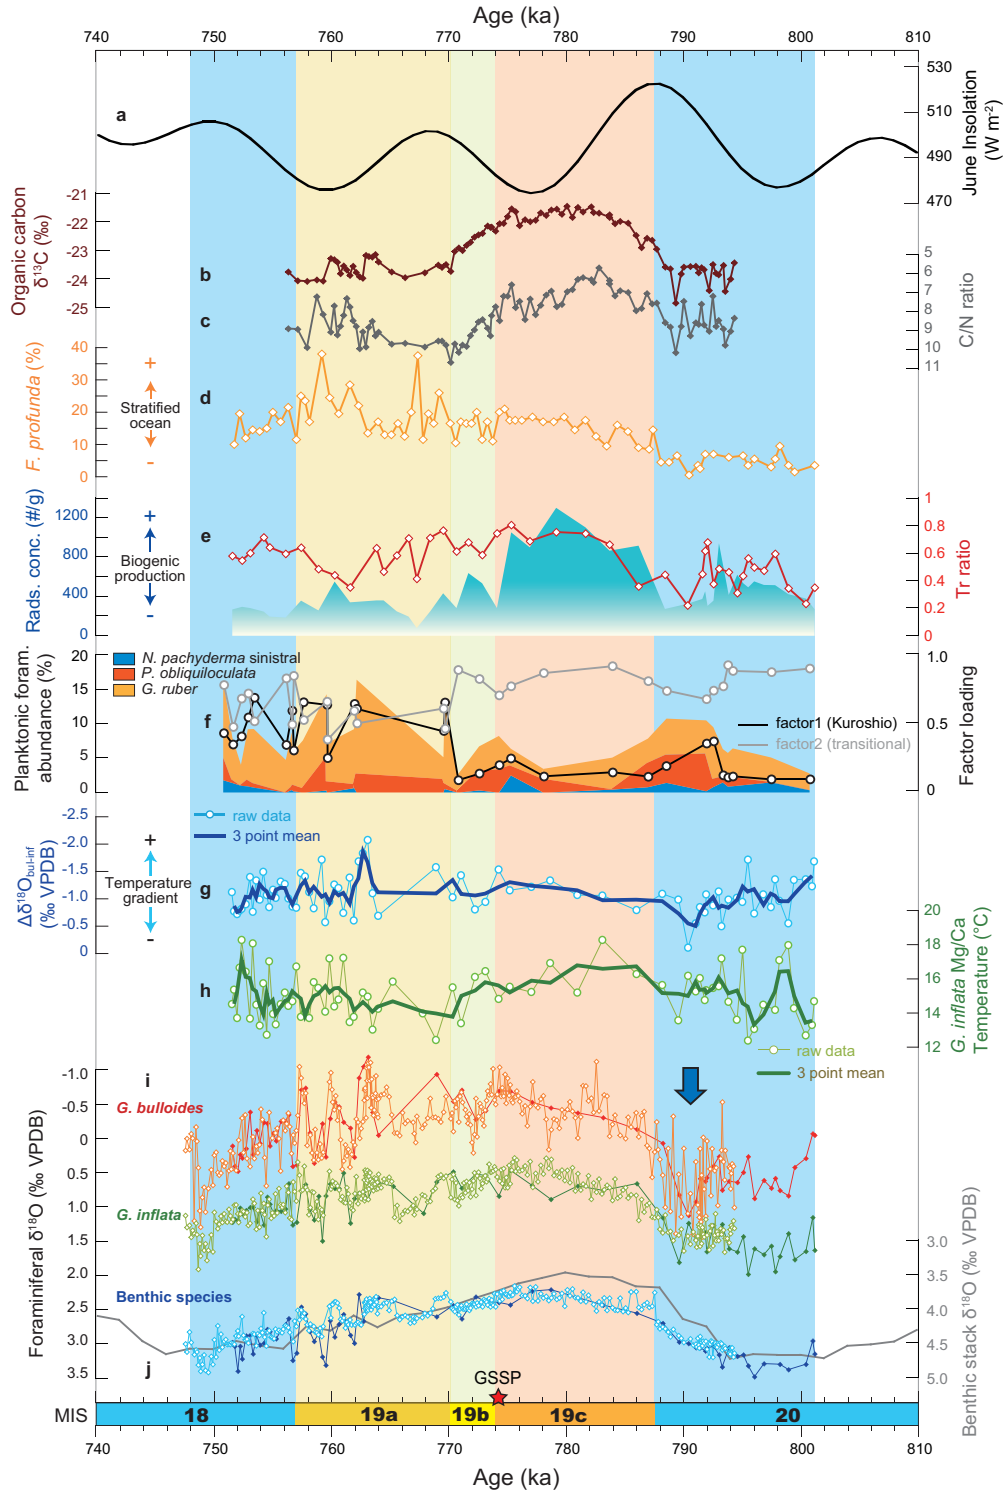 Age (ka)
740 750 760 770 780 790 800 810
a
530
510
490
470
June Insolation
(W m-2)
Organic carbon
δ13C (‰)
-21
-22
-23
-24
-25
b
c
5
6
7
8
9
10
11
C/N ratio
F. profunda (%)
40
30
20
10
0
+
Stratified
ocean
-
d
Rads. conc. (#/g)
1200
800
400
0
+
Biogenic
production
-
e
1
0.8
0.6
0.4
0.2
0
Tr ratio
Planktonic foram.
abundance (%)
20
15
10
5
0
N. pachyderma sinistral
P. obliquiloculata
G. ruber
f
factor1 (Kuroshio)
factor2 (transitional)
1.0
0.5
0
Factor loading
Δδ18Obul-inf
(‰ VPDB)
-2.5
-2.0
-1.5
-1.0
-0.5
0
+
Temperature
gradient
-
raw data
3 point mean
g
h
20
18
16
14
12
G. inflata Mg/Ca
Temperature (°C)
raw data
3 point mean
i
G. bulloides
G. inflata
Benthic species
j
Foraminiferal δ18O (‰ VPDB)
-1.0
-0.5
0
0.5
1.0
1.5
2.0
2.5
3.0
3.5
3.0
3.5
4.0
4.5
5.0
Benthic stack δ18O (‰ VPDB)
GSSP
MIS 18 19a 19b 19c 20
740 750 760 770 780 790 800 810
Age (ka)